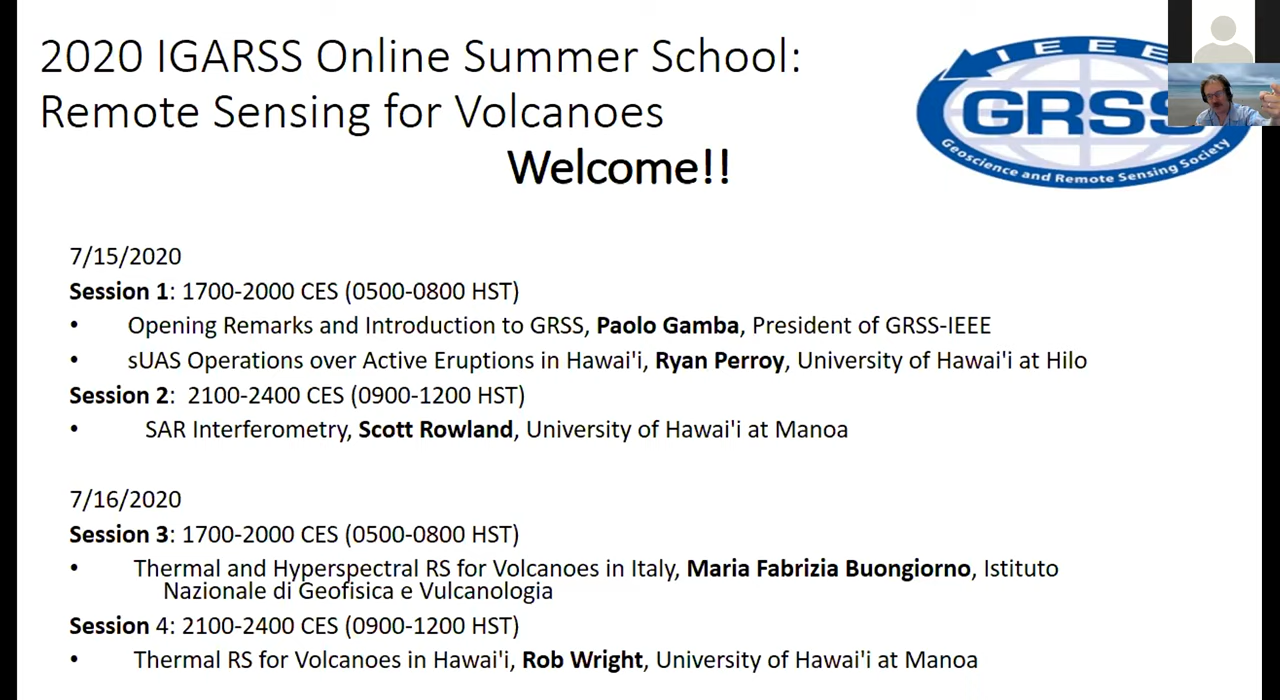 2020 IGARSS Online Summer School:
Remote Sensing for Volcanoes
Welcome!!
IEEE
GRSS
Geoscience and Remote Sensing Society
7/15/2020
Session 1: 1700-2000 CES (0500-0800 HST)
• Opening Remarks and Introduction to GRSS, Paolo Gamba, President of GRSS-IEEE
• sUAS Operations over Active Eruptions in Hawai'i, Ryan Perroy, University of Hawai'i at Hilo
Session 2: 2100-2400 CES (0900-1200 HST)
• SAR Interferometry, Scott Rowland, University of Hawai'i at Manoa
7/16/2020
Session 3: 1700-2000 CES (0500-0800 HST)
• Thermal and Hyperspectral RS for Volcanoes in Italy, Maria Fabrizia Buongiorno, Istituto
Nazionale di Geofisica e Vulcanologia
Session 4: 2100-2400 CES (0900-1200 HST)
• Thermal RS for Volcanoes in Hawai'i, Rob Wright, University of Hawai'i at Manoa